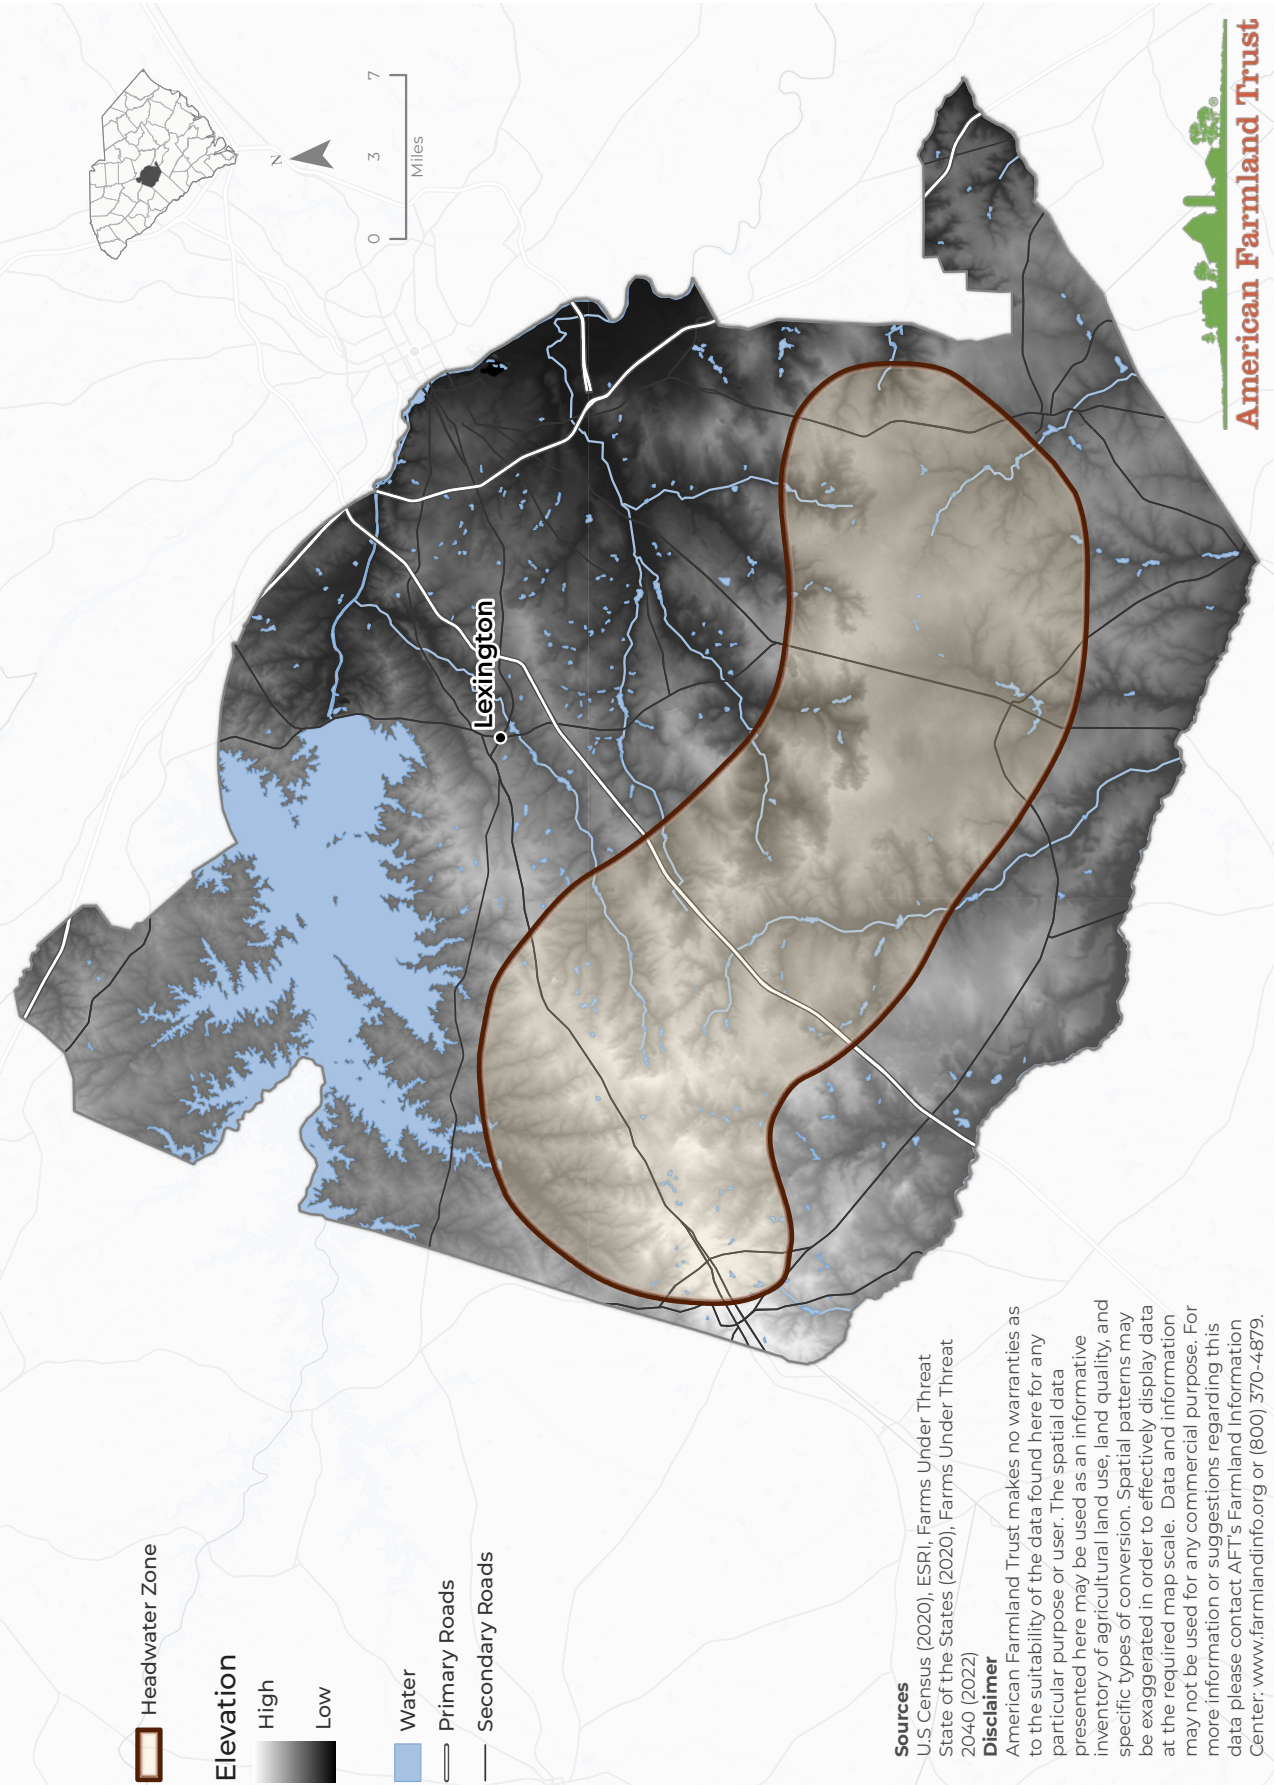 Headwater Zone
Elevation
High
Low
Water
Primary Roads
Secondary Roads
Sources
U.S Census (2020), ESRI, Farms Under Threat
State of the States (2020), Farms Under Threat
2040 (2022)
Disclaimer
American Farmland Trust makes no warranties as
to the suitability of the data found here for any
particular purpose or user. The spatial data
presented here may be used as an informative
inventory of agricultural land use, land quality, and
specific types of conversion. Spatial patterns may
be exaggerated in order to effectively display data
at the required map scale. Data and information
may not be used for any commercial purpose. For
more information or suggestions regarding this
data please contact AFT's Farmland Information
Center: www.farmlandinfo.org or (800) 370-4879.
Lexington
N
0 3 7
Miles
American Farmland Trust
®